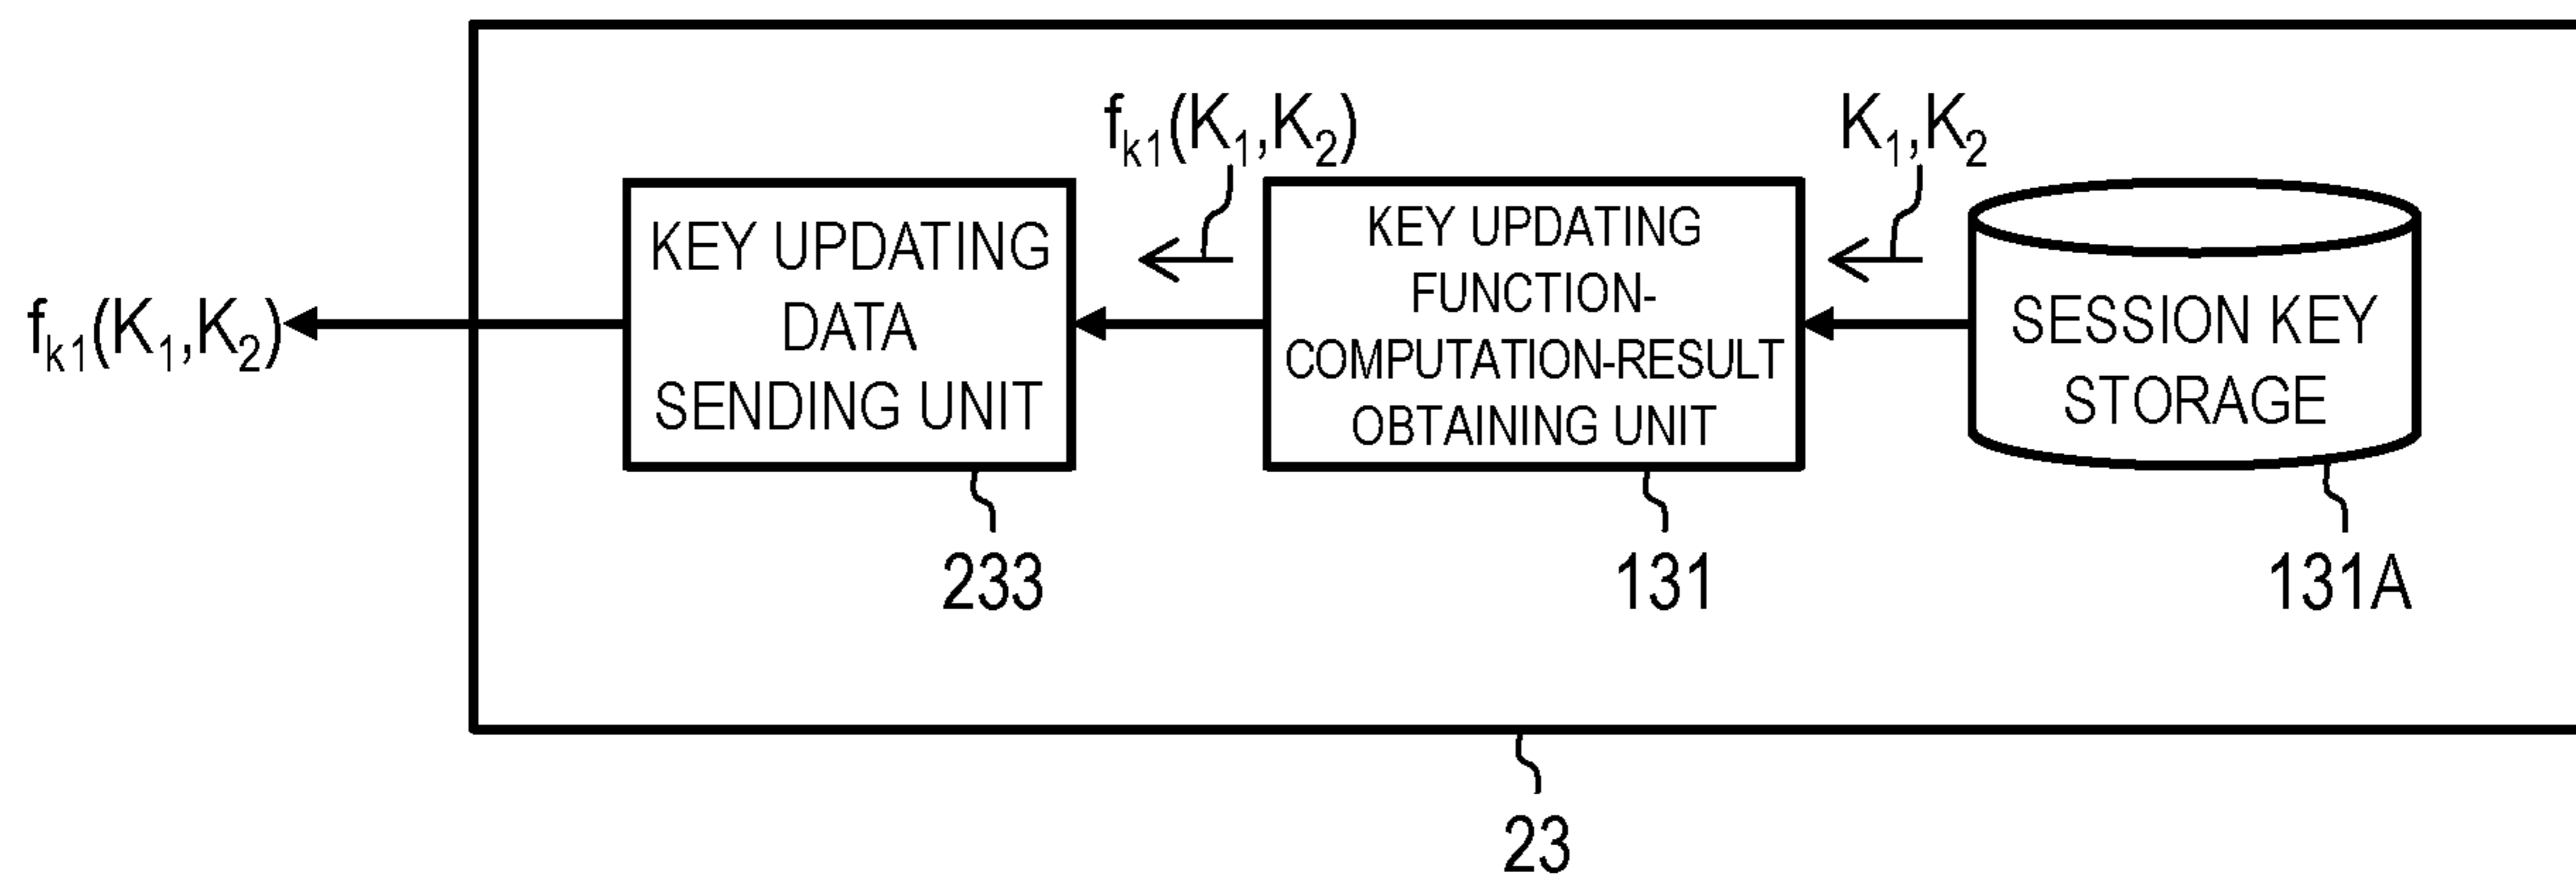 fk1(K1,K2)
K1,K2
fk1(K1,K2)
KEY UPDATING
DATA
SENDING UNIT
KEY UPDATING
FUNCTION-
COMPUTATION-RESULT
OBTAINING UNIT
SESSION KEY
STORAGE
233
131
131A
23